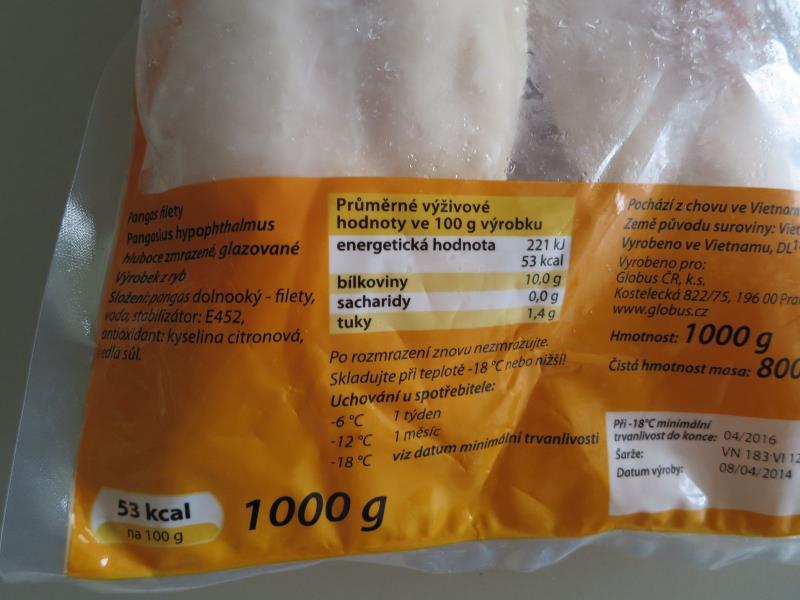 Pangas filety
Pangasius hypophthalmus
hluboce zmrazené, glazované
Výrobek z ryb
Složení: pangas dolnooký - filety,
voda, stabilizátor: E452,
antioxidant: kyselina citronová,
jedlá sůl.
53 kcal
na 100 g
1000 g
Průměrné výživové
hodnoty ve 100 g výrobku
energetická hodnota 221 kJ
53 kcal
bílkoviny 10,0 g
sacharidy 0,0 g
tuky 1,4 g
Po rozmrazení znovu nezmrazujte.
Skladujte při teplotě -18 °C nebo nižší!
Uchování u spotřebitele:
-6 °C 1 týden
-12 °C 1 měsíc
-18 °C viz datum minimální trvanlivosti
Pochází z chovu ve Vietnam
Země původu suroviny: Viet
Vyrobeno ve Vietnamu, DL
Vyrobeno pro:
Globus ČR, k.s.
Kostelecká 822/75, 196 00 Pra
www.globus.cz
Hmotnost: 1000 g
Čistá hmotnost masa: 800
Při -18°C minimální
trvanlivost do konce: 04/2016
Šarže: VN 183 VI 12
Datum výroby: 08/04/2014